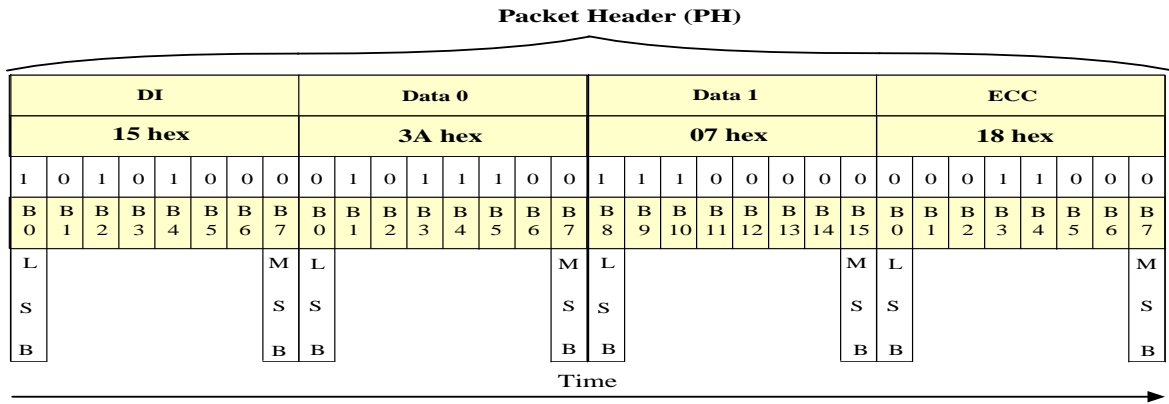 Packet Header (PH)
DI Data 0 Data 1 ECC
15 hex 3A hex 07 hex 18 hex
1 0 1 0 1 0 0 0 0 1 0 1 1 1 0 0 1 1 1 0 0 0 0 0 0 0 0 1 1 0 0 0
B0 B1 B2 B3 B4 B5 B6 B7 B0 B1 B2 B3 B4 B5 B6 B7 B8 B9 B10 B11 B12 B13 B14 B15 B0 B1 B2 B3 B4 B5 B6 B7
L M L M L M L M
S S S S S S S S
B B B B B B B B
Time